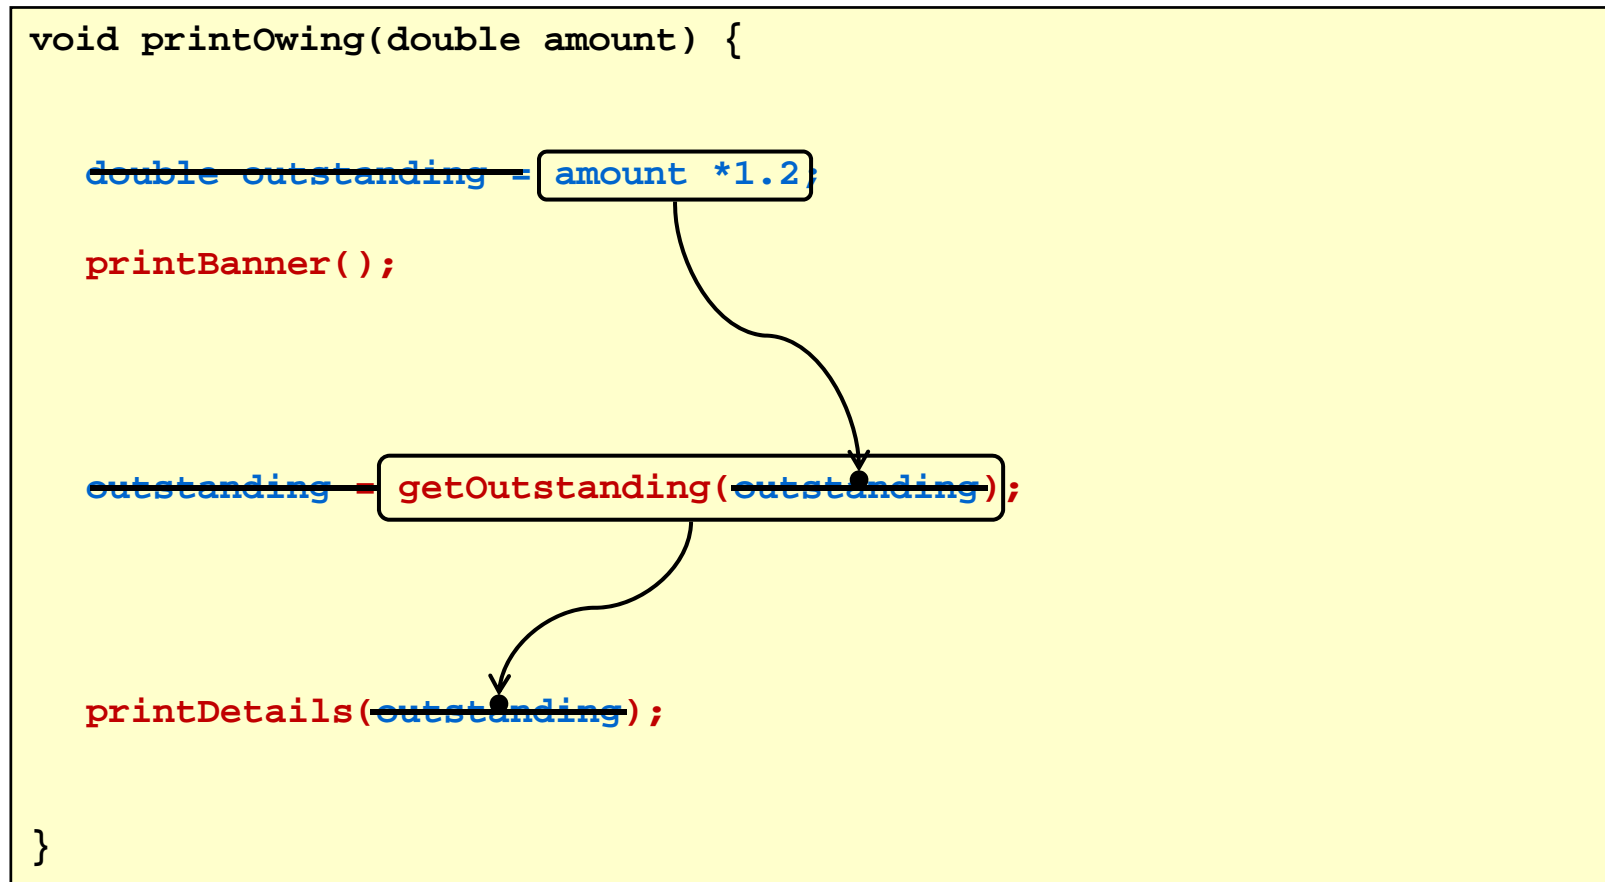 void printOwing(double amount) {
double outstanding = amount *1.2;
printBanner();
outstanding = getOutstanding(outstanding);
printDetails(outstanding);
}